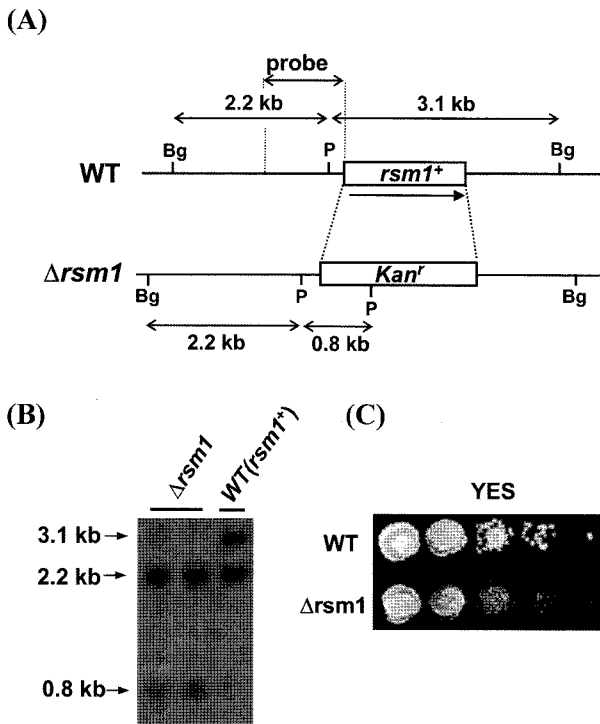 (A)
probe
2.2 kb 3.1 kb
Bg P Bg
WT rsm1⁺
Δrsm1 Kanʳ
Bg P P Bg
2.2 kb 0.8 kb
(B)
Δrsm1 WT(rsm1⁺)
3.1 kb
2.2 kb
0.8 kb
(C)
YES
WT
Δrsm1